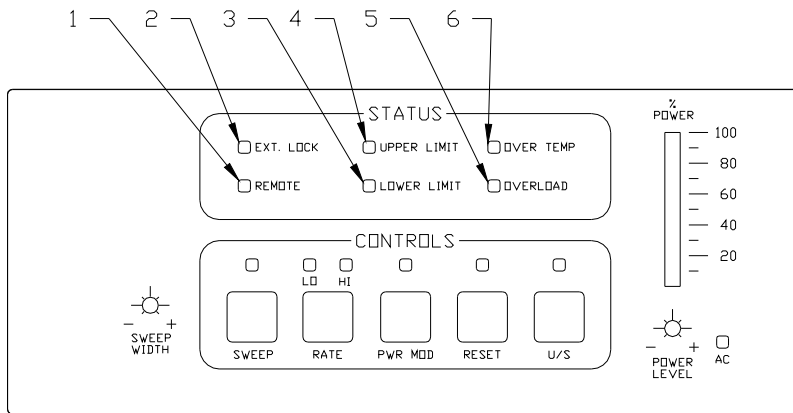 1 2 3 4 5 6
STATUS
EXT. LOCK UPPER LIMIT OVER TEMP
REMOTE LOWER LIMIT OVERLOAD
% POWER
100
80
60
40
20
CONTROLS
LO HI
SWEEP RATE PWR MOD RESET U/S
- +
SWEEP
WIDTH
- +
POWER
LEVEL
AC